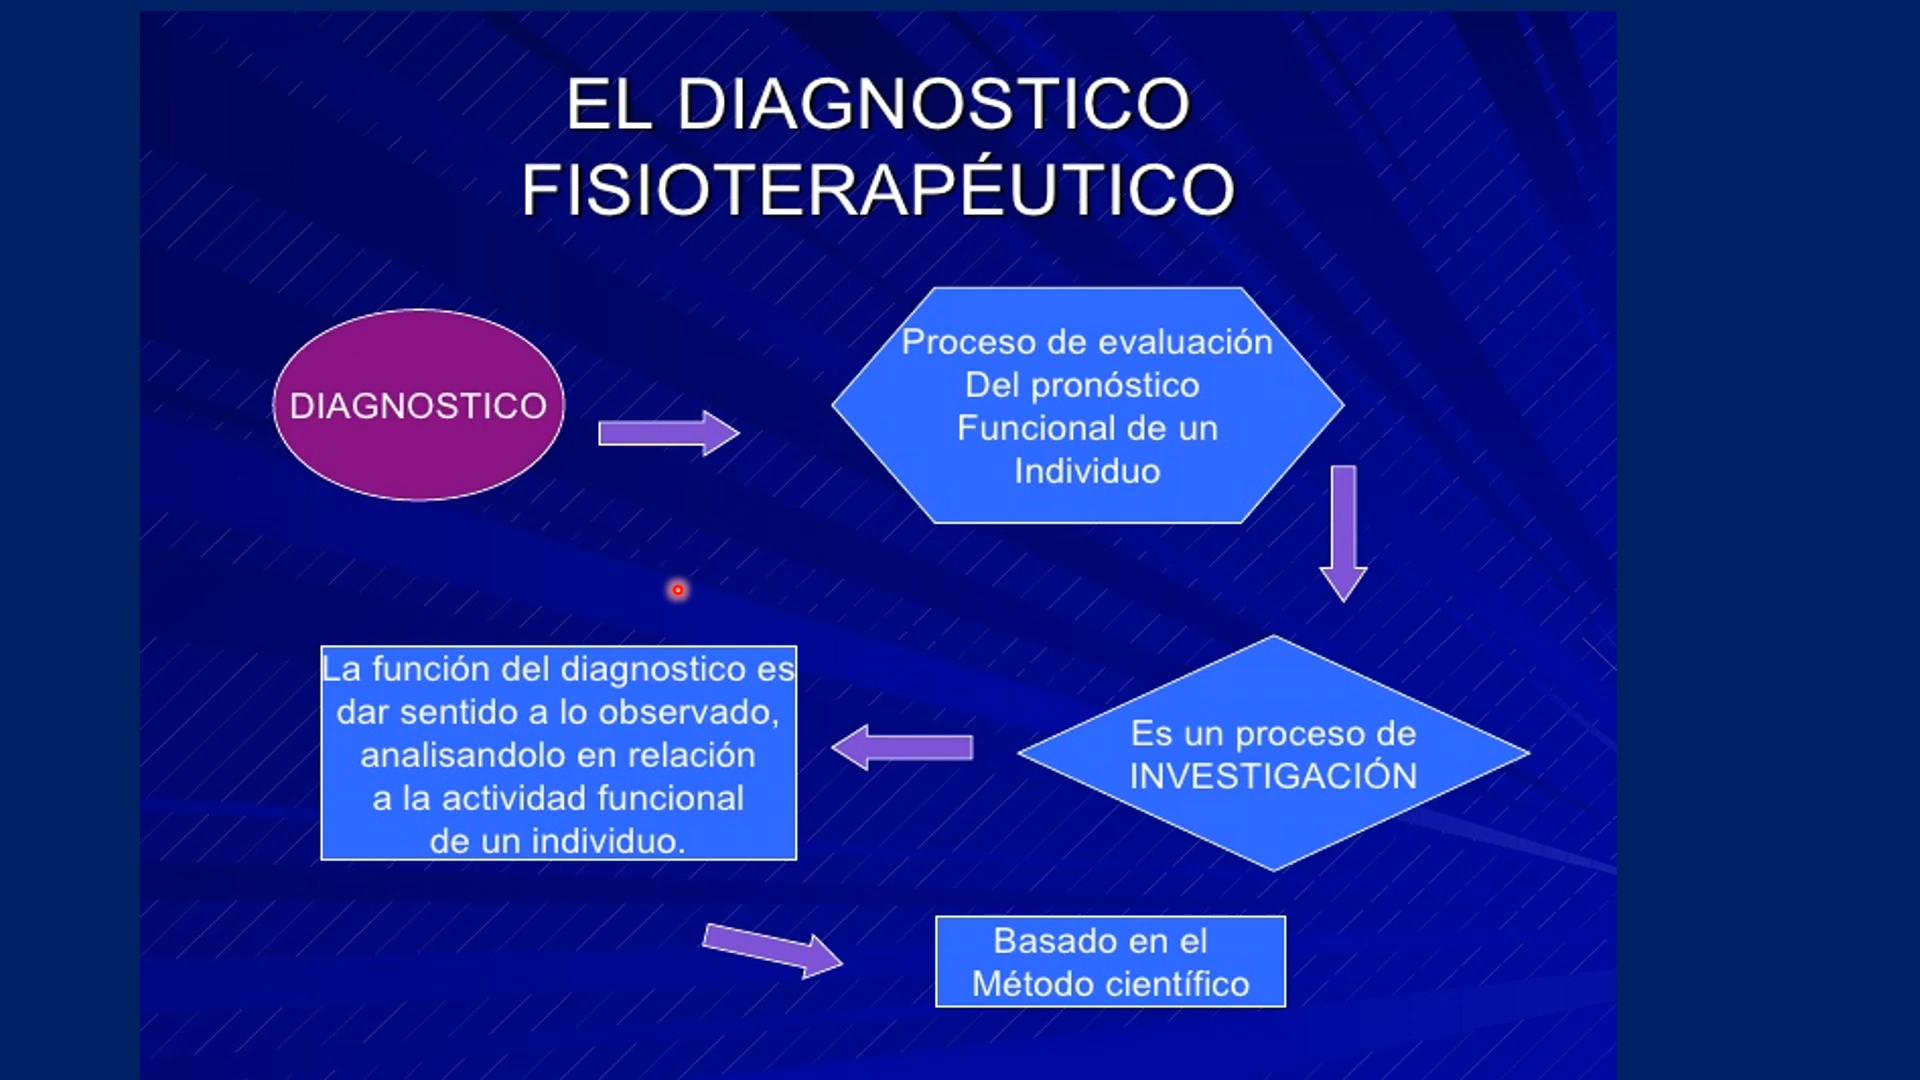 EL DIAGNOSTICO
FISIOTERAPÉUTICO
DIAGNOSTICO
Proceso de evaluación
Del pronóstico
Funcional de un
Individuo
Es un proceso de
INVESTIGACIÓN
La función del diagnostico es
dar sentido a lo observado,
analisandolo en relación
a la actividad funcional
de un individuo.
Basado en el
Método científico